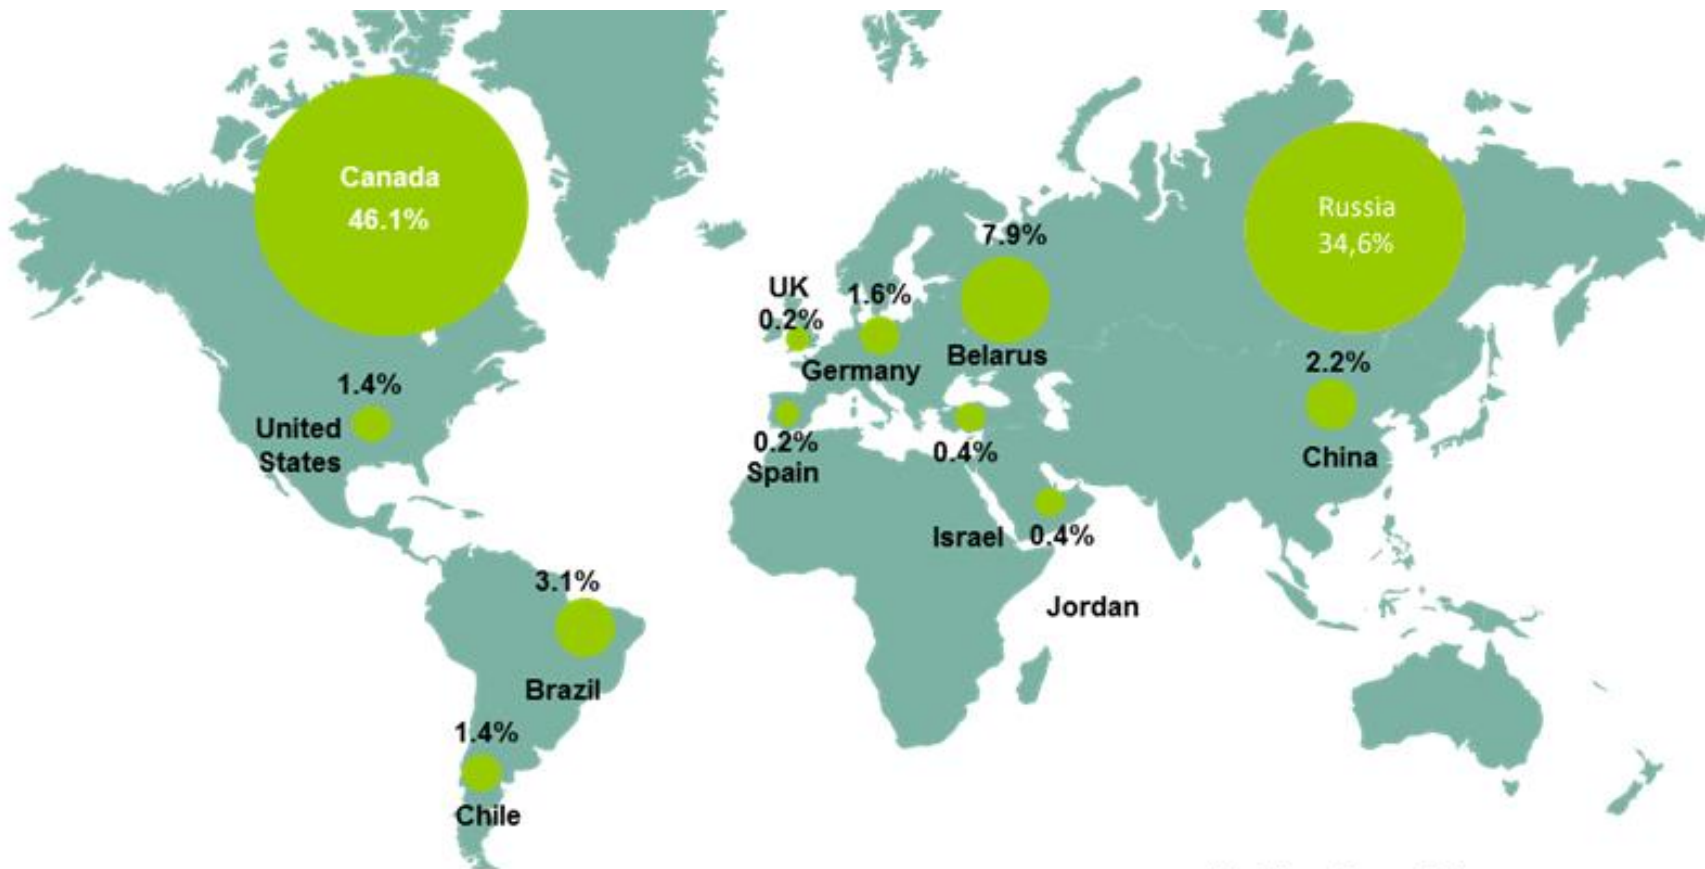 Canada
46.1%
Russia
34,6%
7.9%
Belarus
UK
0.2%
1.6%
Germany
1.4%
United
States
0.2%
Spain
0.4%
Israel
0.4%
Jordan
2.2%
China
3.1%
Brazil
1.4%
Chile